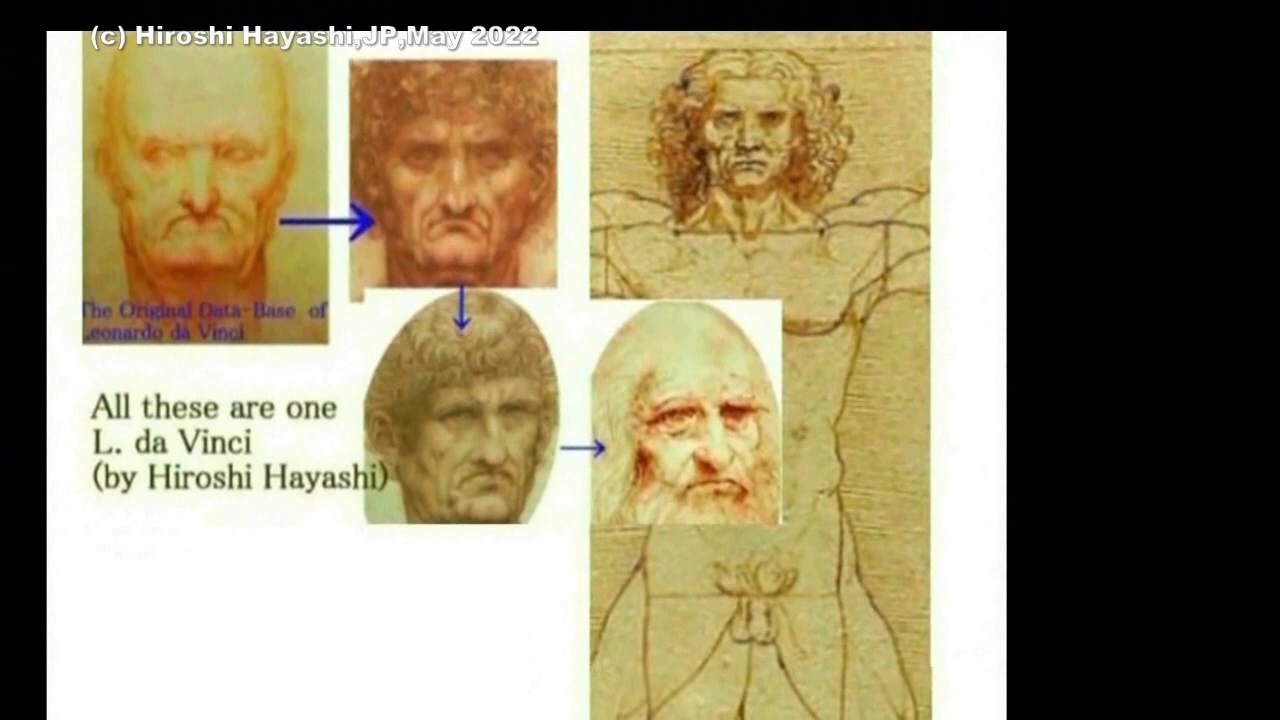 (c) Hiroshi Hayashi,JP,May 2022
The Original Data-Base of
Leonardo da Vinci
All these are one
L. da Vinci
(by Hiroshi Hayashi)